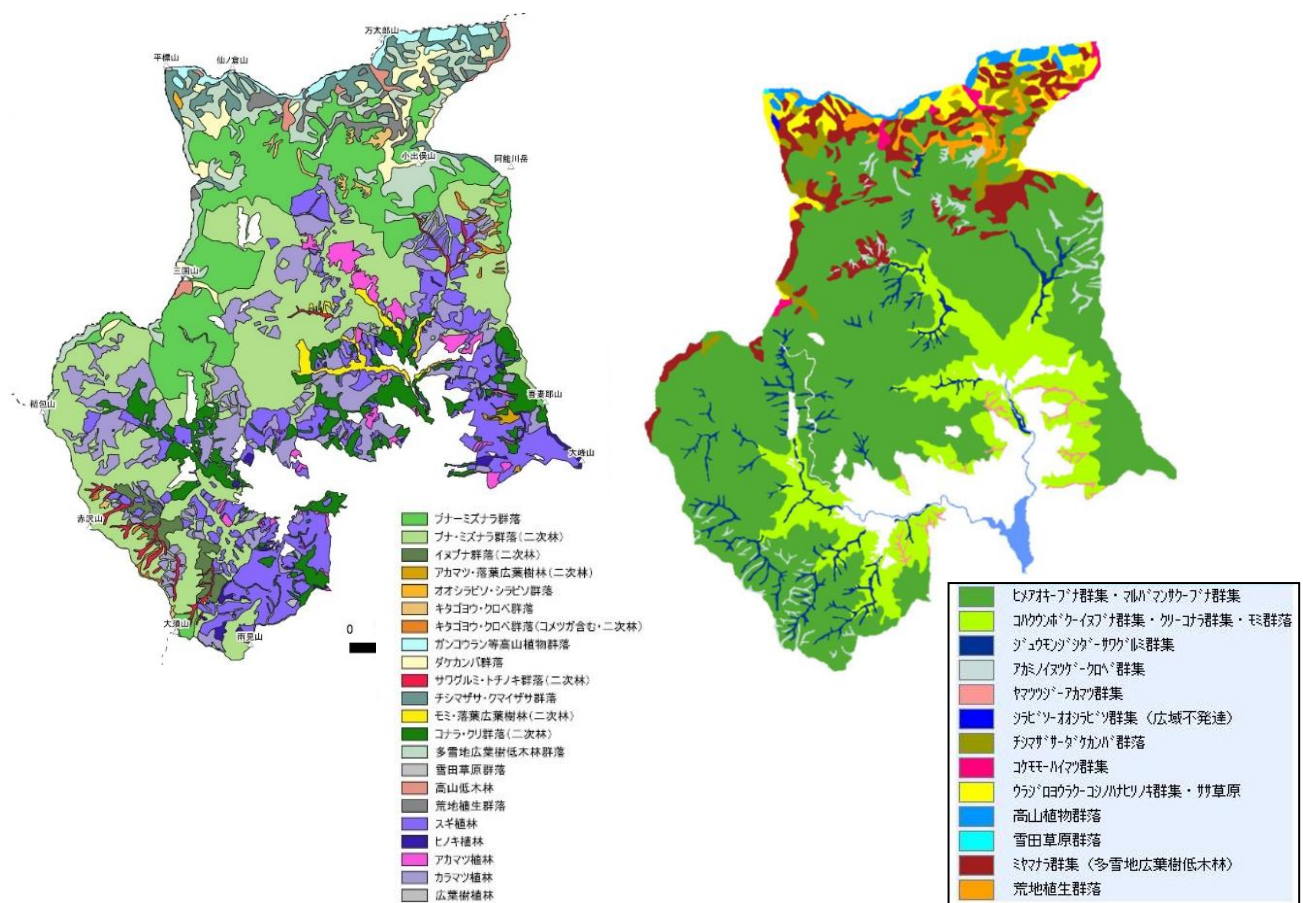 万太郎山
平標山
仙ノ倉山
小出俣山
阿能川岳
三国山
稲包山
吾妻耶山
大峰山
赤沢山
大須山
雨見山
0
ブナーミズナラ群落
ブナ・ミズナラ群落(二次林)
イヌブナ群落(二次林)
アカマツ・落葉広葉樹林(二次林)
オオシラビソ・シラビソ群落
キタゴヨウ・クロベ群落
キタゴヨウ・クロベ群落(コメツガ含む・二次林)
ガンコウラン等高山植物群落
ダケカンバ群落
サワグルミ・トチノキ群落(二次林)
チシマザサ・クマイザサ群落
モミ・落葉広葉樹林(二次林)
コナラ・クリ群落(二次林)
多雪地広葉樹低木林群落
雪田草原群落
高山低木林
荒地植生群落
スギ植林
ヒノキ植林
アカマツ植林
カラマツ植林
広葉樹植林
ﾋﾒｱｵｷｰﾌﾞﾅ群集・ﾏﾙﾊﾞﾏﾝｻｸｰﾌﾞﾅ群集
ｺﾊｸｳﾝﾎﾞｸｰｲﾇﾌﾞﾅ群集・ｸﾘｰｺﾅﾗ群集・ﾓﾐ群落
ｼﾞｭｳﾓﾝｼﾞｼﾀﾞｰｻﾜｸﾞﾙﾐ群集
ｱｶﾐﾉｲﾇﾂｹﾞｰｸﾛﾍﾞ群集
ﾔﾏﾂﾂｼﾞｰｱｶﾏﾂ群集
ｼﾗﾋﾞｿｰｵｵｼﾗﾋﾞｿ群集（広域不発達）
ﾁｼﾏｻﾞｻｰﾀﾞｹｶﾝﾊﾞ群落
ｺｹﾓﾓｰﾊｲﾏﾂ群集
ｳﾗｼﾞﾛﾖｳﾗｸｰｺｼﾉﾊﾅﾋﾘﾉｷ群集・ササ草原
高山植物群落
雪田草原群落
ﾐﾔﾏﾅﾗ群集（多雪地広葉樹低木林）
荒地植生群落